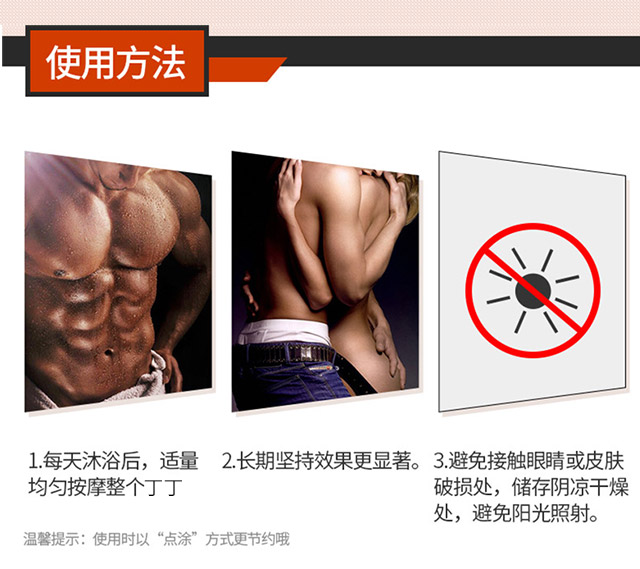 使用方法
1.每天沐浴后，适量
均匀按摩整个丁丁
2.长期坚持效果更显著。
3.避免接触眼睛或皮肤
破损处，储存阴凉干燥
处，避免阳光照射。
温馨提示：使用时以“点涂”方式更节约哦